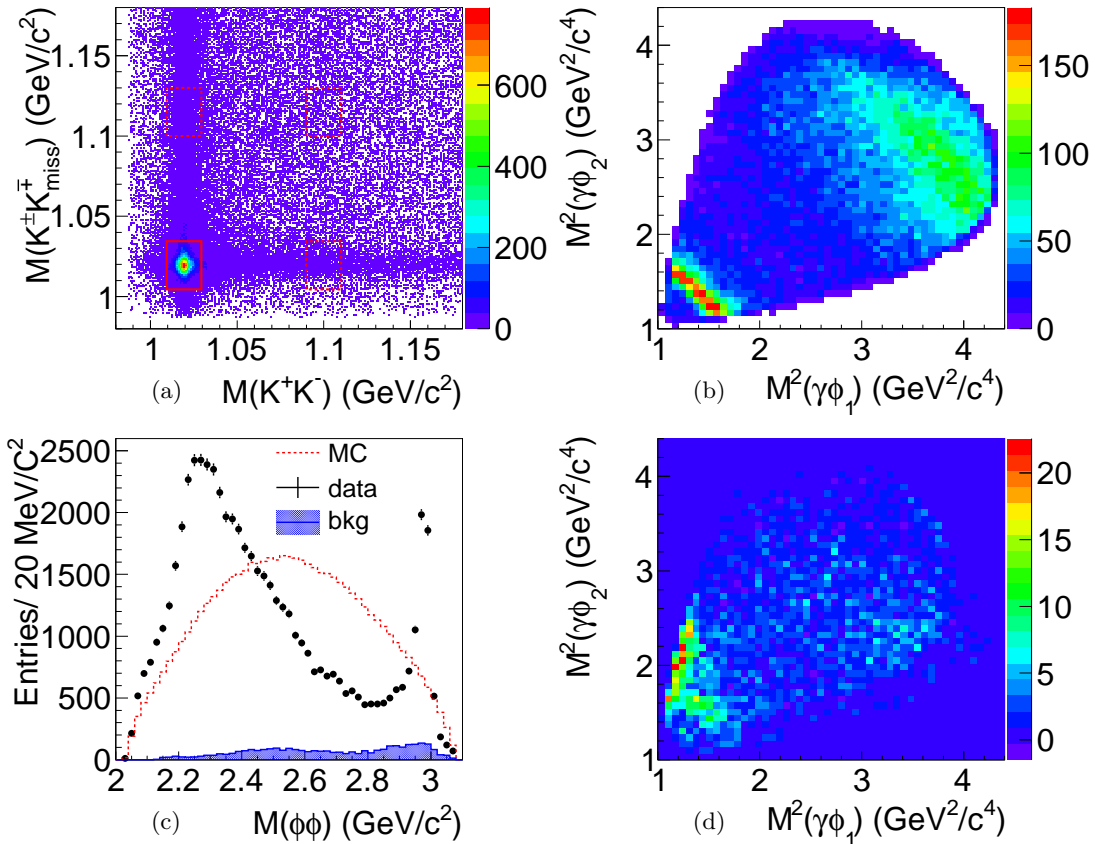 M(K±K∓miss) (GeV/c²)
1.15
1.1
1.05
1
600
400
200
0
1 1.05 1.1 1.15
(a) M(K⁺K⁻) (GeV/c²)
M²(γϕ₂) (GeV²/c⁴)
4
3
2
1
150
100
50
0
1 2 3 4
(b) M²(γϕ₁) (GeV²/c⁴)
Entries/ 20 MeV/C²
2500
2000
1500
1000
500
0
MC
data
bkg
2 2.2 2.4 2.6 2.8 3
(c) M(ϕϕ) (GeV/c²)
M²(γϕ₂) (GeV²/c⁴)
4
3
2
1
20
15
10
5
0
1 2 3 4
(d) M²(γϕ₁) (GeV²/c⁴)